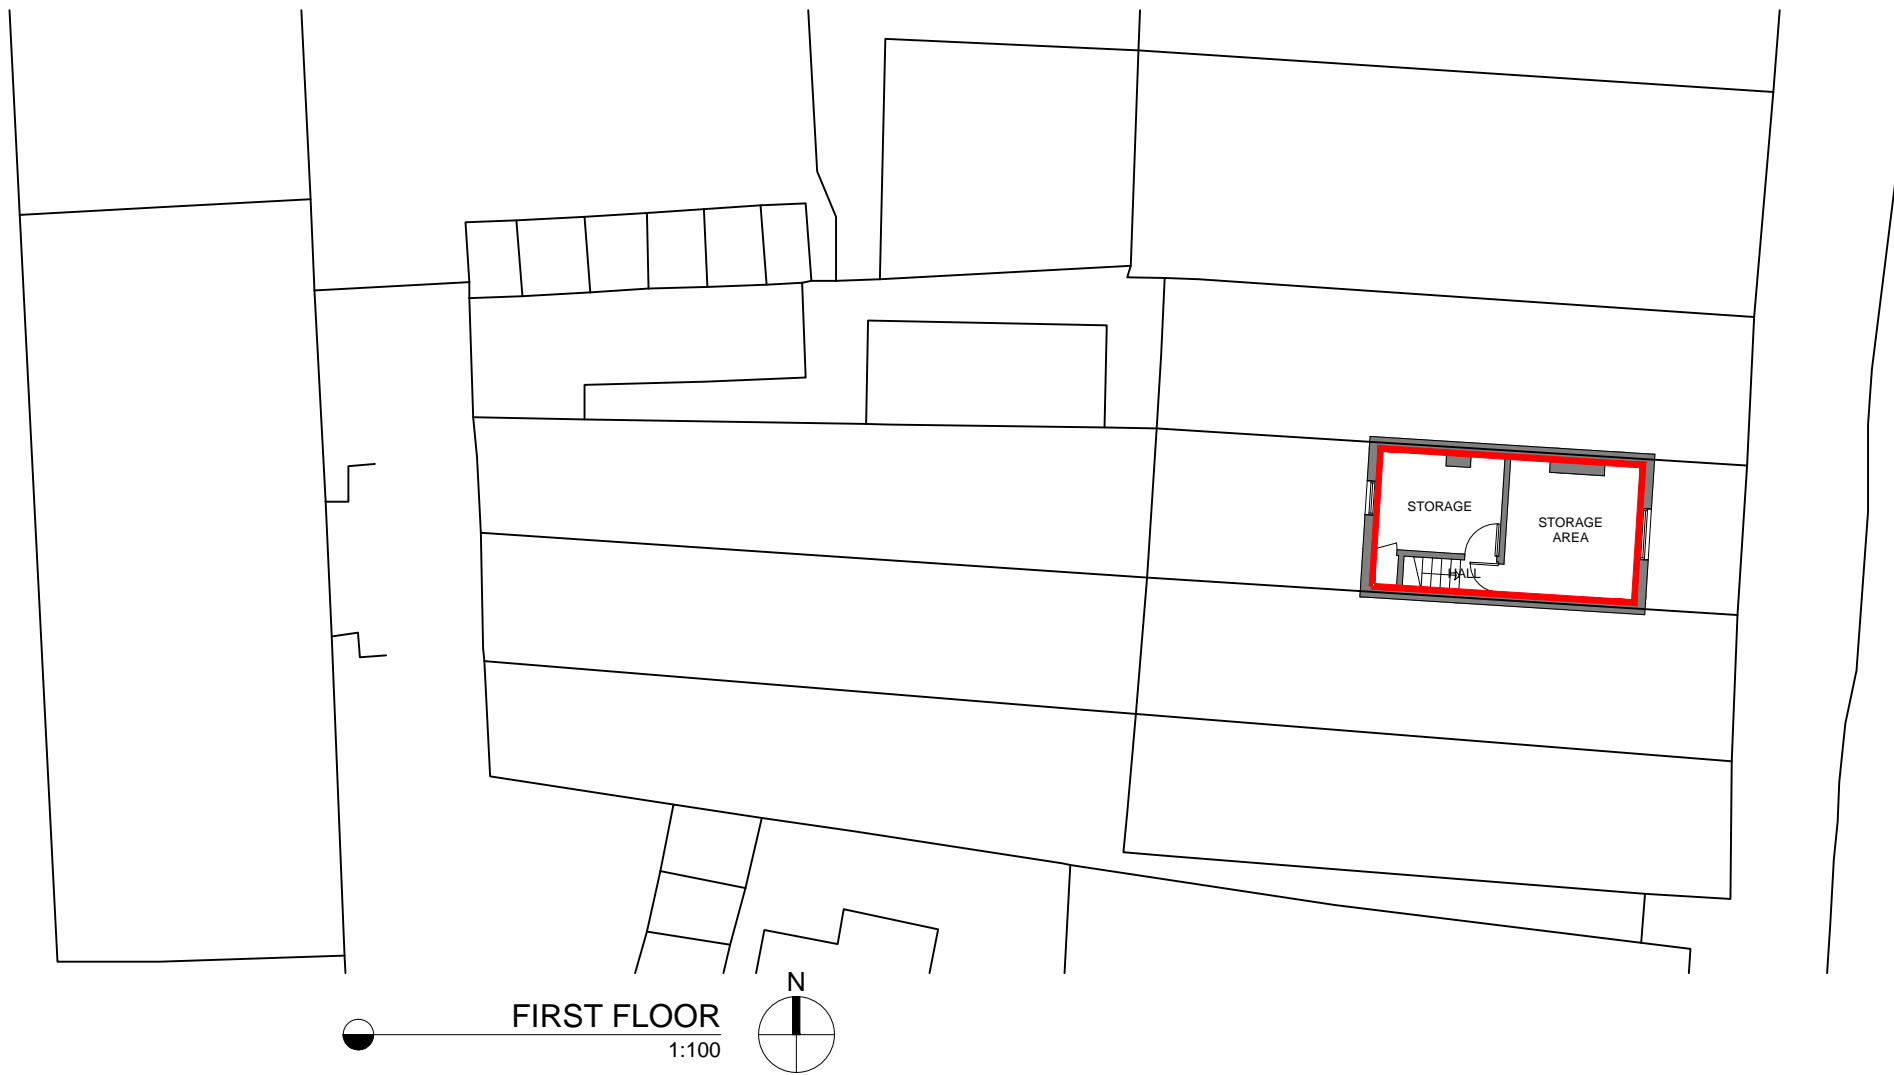 STORAGE
STORAGE
AREA
HALL
N
FIRST FLOOR
1:100